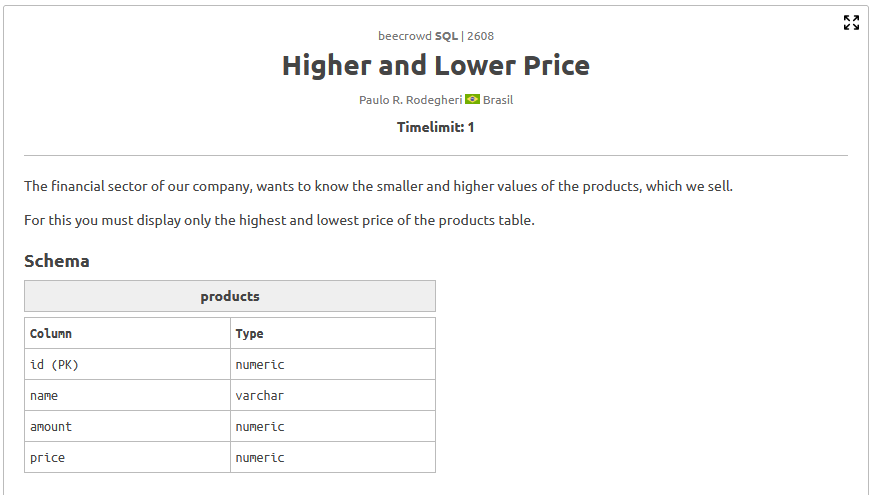 beecrowd SQL | 2608
Higher and Lower Price
Paulo R. Rodegheri Brasil
Timelimit: 1
The financial sector of our company, wants to know the smaller and higher values of the products, which we sell.
For this you must display only the highest and lowest price of the products table.
Schema
products
Column Type
id (PK) numeric
name varchar
amount numeric
price numeric